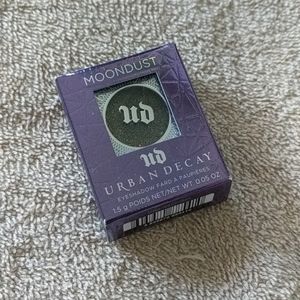 MOONDUST
UD
UD
URBAN DECAY
EYESHADOW FARD À PAUPIÈRES
1.5 g POIDS NET/NET WT. 0.05 OZ